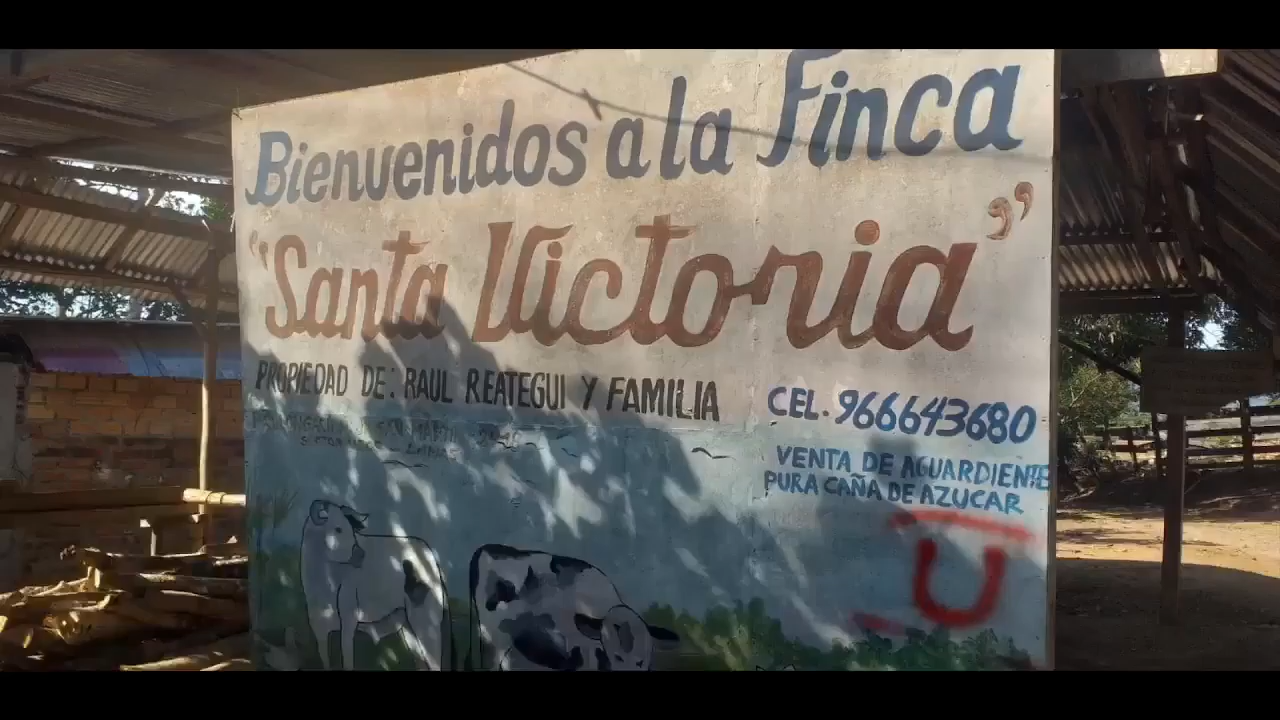 Bienvenidos a la Finca
"Santa Victoria"
PROPIEDAD DE: RAUL REATEGUI Y FAMILIA
CEL. 966643680
VENTA DE AGUARDIENTE
PURA CAÑA DE AZUCAR
U